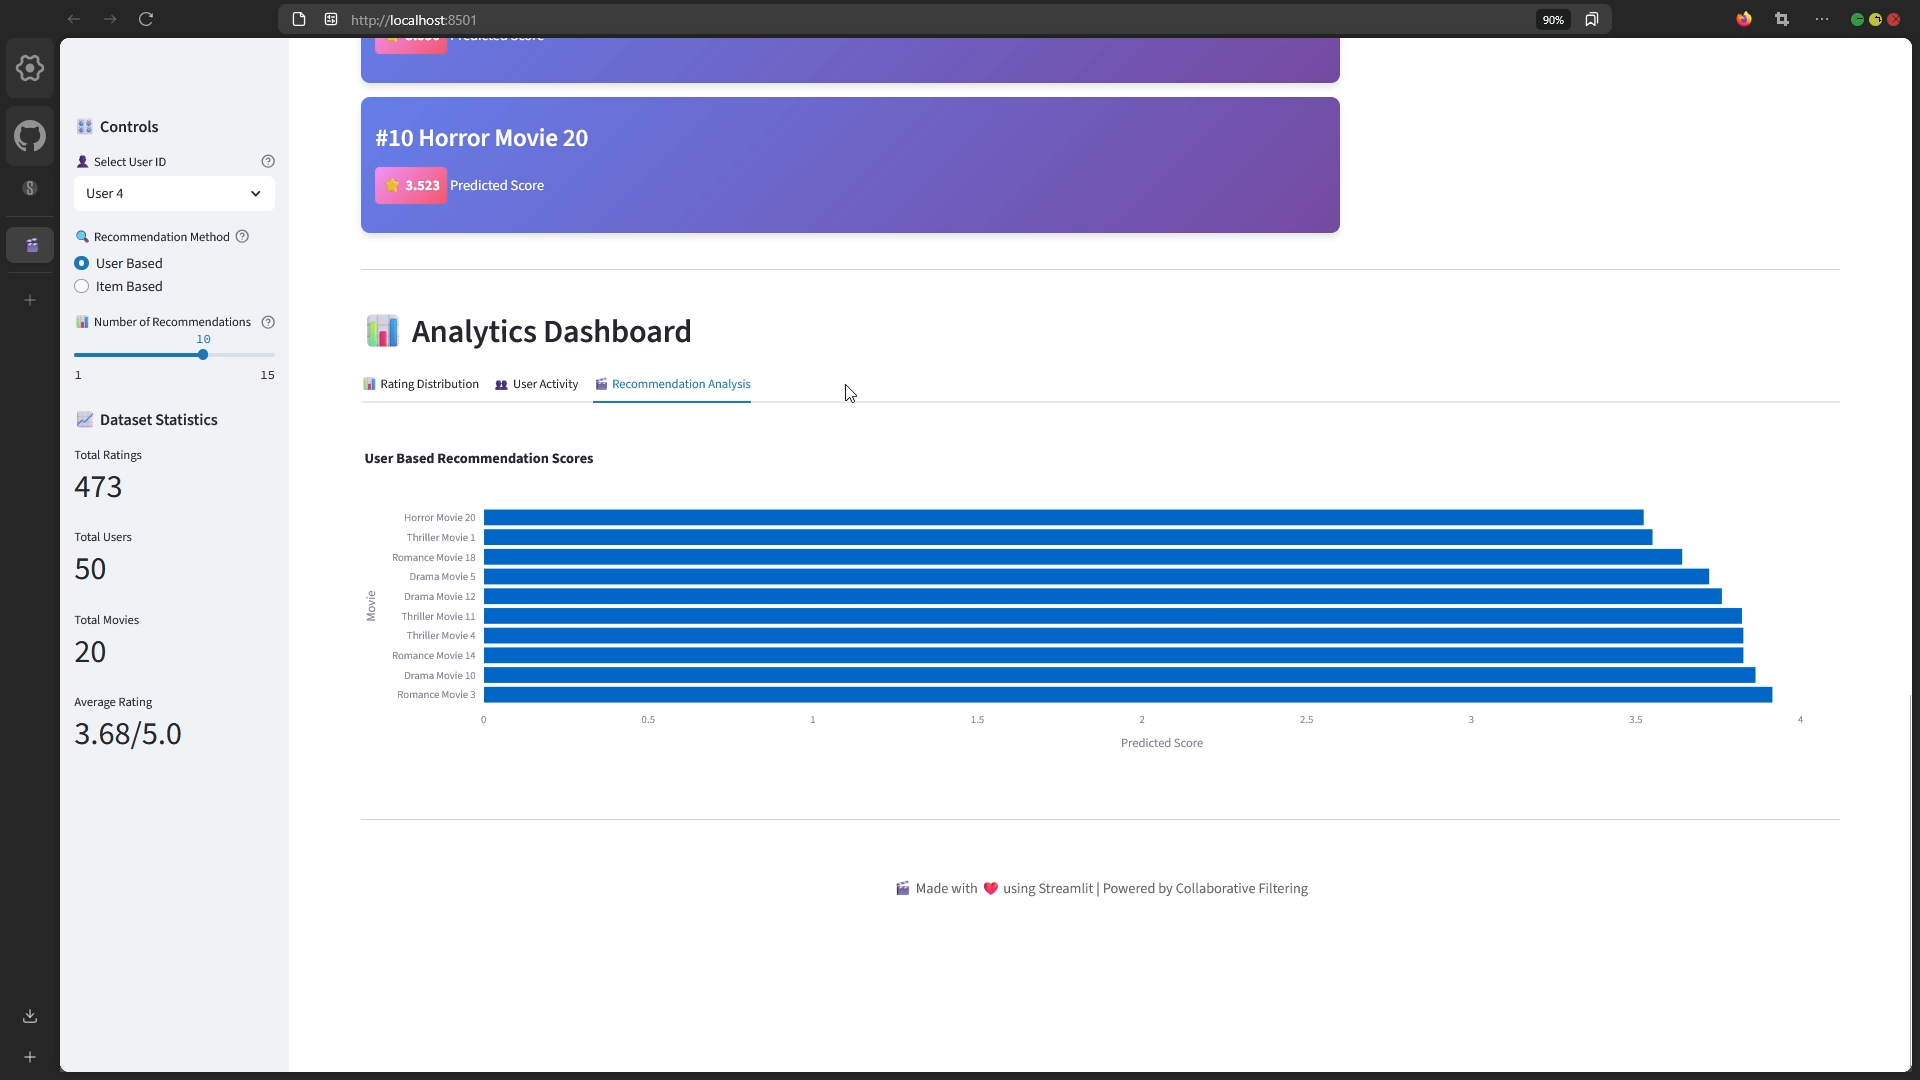 http://localhost:8501
90%
Controls
Select User ID
User 4
Recommendation Method
User Based
Item Based
Number of Recommendations
10
1
15
Dataset Statistics
Total Ratings
473
Total Users
50
Total Movies
20
Average Rating
3.68/5.0
Predicted Score
#10 Horror Movie 20
3.523 Predicted Score
Analytics Dashboard
Rating Distribution
User Activity
Recommendation Analysis
User Based Recommendation Scores
Movie
Horror Movie 20
Thriller Movie 1
Romance Movie 18
Drama Movie 5
Drama Movie 12
Thriller Movie 11
Thriller Movie 4
Romance Movie 14
Drama Movie 10
Romance Movie 3
0 0.5 1 1.5 2 2.5 3 3.5 4
Predicted Score
Made with ❤️ using Streamlit | Powered by Collaborative Filtering